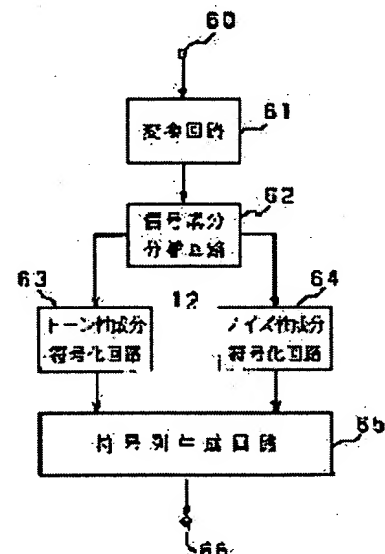 60
変換回路
61
62
信号成分
分離回路
63
64
12
トーン性成分
符号化回路
ノイズ性成分
符号化回路
符号列生成回路
65
66